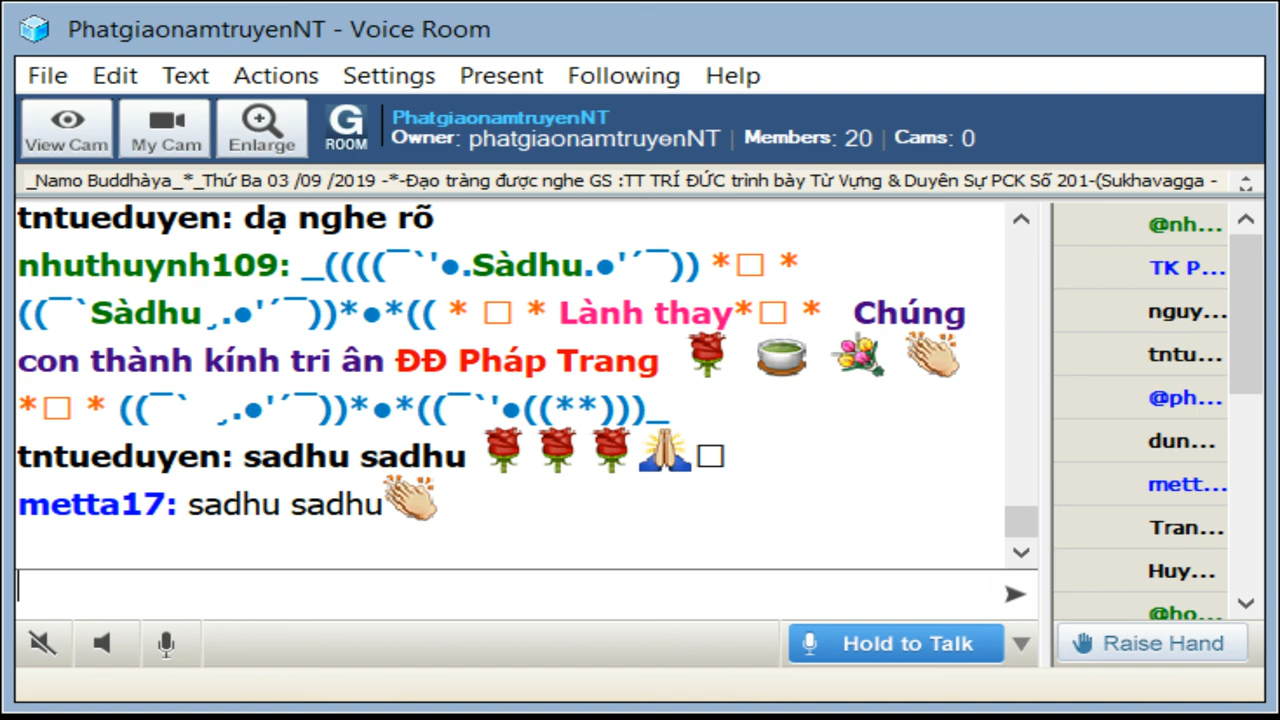 PhatgiaonamtruyenNT - Voice Room
File Edit Text Actions Settings Present Following Help
View Cam My Cam Enlarge G ROOM
PhatgiaonamtruyenNT
Owner: phatgiaonamtruyenNT | Members: 20 | Cams: 0
_Namo Buddhàya_*_Thứ Ba 03 /09 /2019 -*-Đạo tràng được nghe GS :TT TRÍ ĐỨC trình bày Từ Vựng & Duyên Sự PCK Số 201-(Sukhavagga -
tntueduyen: dạ nghe rõ
nhuthuynh109: _((((¯`'●.Sàdhu.●'´¯)) *□ *
((¯`Sàdhu¸.●'´¯))*●*(( * □ * Lành thay*□ * Chúng
con thành kính tri ân ĐĐ Pháp Trang
*□ * ((¯` ¸.●'´¯))*●*((¯`'●((**)))_
tntueduyen: sadhu sadhu □
metta17: sadhu sadhu
@nh...
TK P...
nguy...
tntu...
@ph...
dun...
mett...
Tran...
Huy...
@ho...
Hold to Talk
Raise Hand